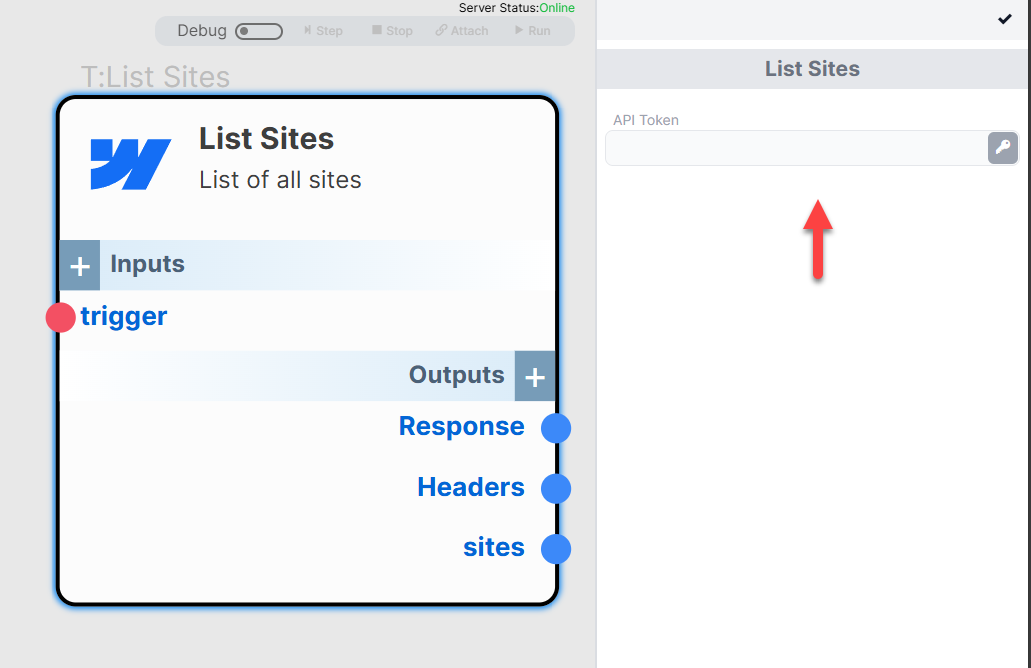 Server Status:Online
Debug Step Stop Attach Run
T:List Sites
List Sites
List of all sites
Inputs
trigger
Outputs
Response
Headers
sites
List Sites
API Token